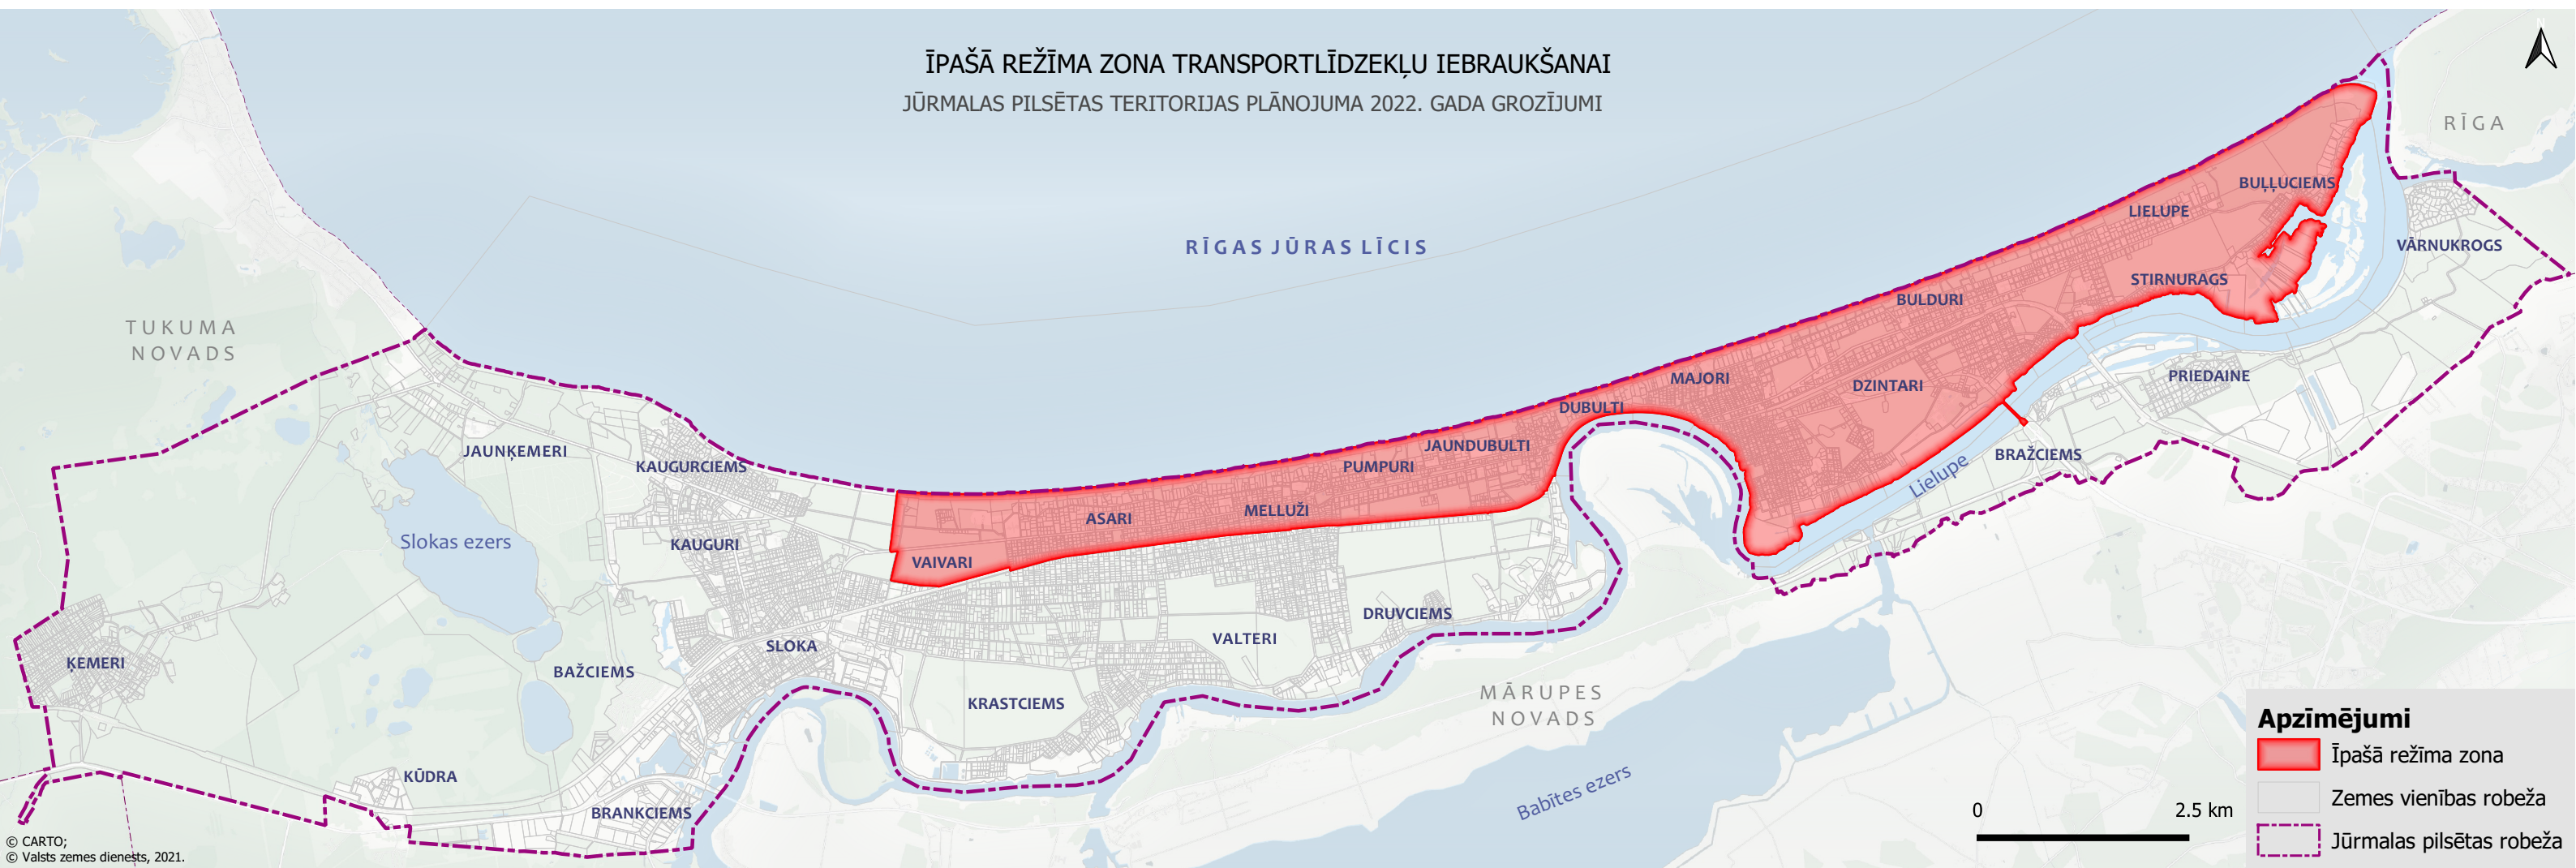 ĪPAŠĀ REŽĪMA ZONA TRANSPORTLĪDZEKĻU IEBRAUKŠANAI
JŪRMALAS PILSĒTAS TERITORIJAS PLĀNOJUMA 2022. GADA GROZĪJUMI
N
RĪGA
BUĻĻUCIEMS
LIELUPE
VĀRNUKROGS
RĪGAS JŪRAS LĪCIS
STIRNURAGS
BULDURI
TUKUMA
NOVADS
MAJORI
DZINTARI
PRIEDAINE
DUBULTI
JAUNDUBULTI
PUMPURI
JAUNĶEMERI
KAUGURCIEMS
BRAŽCIEMS
Lielupe
MELLUŽI
ASARI
Slokas ezers
KAUGURI
VAIVARI
DRUVCIEMS
VALTERI
SLOKA
ĶEMERI
BAŽCIEMS
MĀRUPES
NOVADS
KRASTCIEMS
KŪDRA
Babītes ezers
BRANKCIEMS
Apzīmējumi
Īpašā režīma zona
Zemes vienības robeža
Jūrmalas pilsētas robeža
0 2.5 km
© CARTO;
© Valsts zemes dienests, 2021.